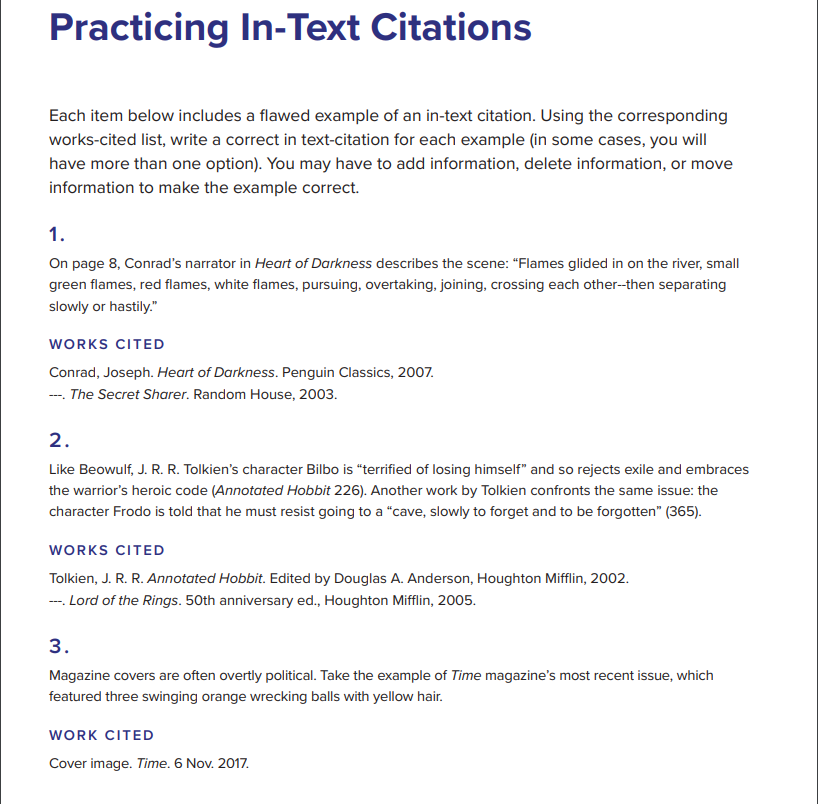 Practicing In-Text Citations
Each item below includes a flawed example of an in-text citation. Using the corresponding
works-cited list, write a correct in text-citation for each example (in some cases, you will
have more than one option). You may have to add information, delete information, or move
information to make the example correct.
1.
On page 8, Conrad’s narrator in Heart of Darkness describes the scene: “Flames glided in on the river, small
green flames, red flames, white flames, pursuing, overtaking, joining, crossing each other--then separating
slowly or hastily.”
WORKS CITED
Conrad, Joseph. Heart of Darkness. Penguin Classics, 2007.
---. The Secret Sharer. Random House, 2003.
2.
Like Beowulf, J. R. R. Tolkien’s character Bilbo is “terrified of losing himself” and so rejects exile and embraces
the warrior’s heroic code (Annotated Hobbit 226). Another work by Tolkien confronts the same issue: the
character Frodo is told that he must resist going to a “cave, slowly to forget and to be forgotten” (365).
WORKS CITED
Tolkien, J. R. R. Annotated Hobbit. Edited by Douglas A. Anderson, Houghton Mifflin, 2002.
---. Lord of the Rings. 50th anniversary ed., Houghton Mifflin, 2005.
3.
Magazine covers are often overtly political. Take the example of Time magazine’s most recent issue, which
featured three swinging orange wrecking balls with yellow hair.
WORK CITED
Cover image. Time. 6 Nov. 2017.